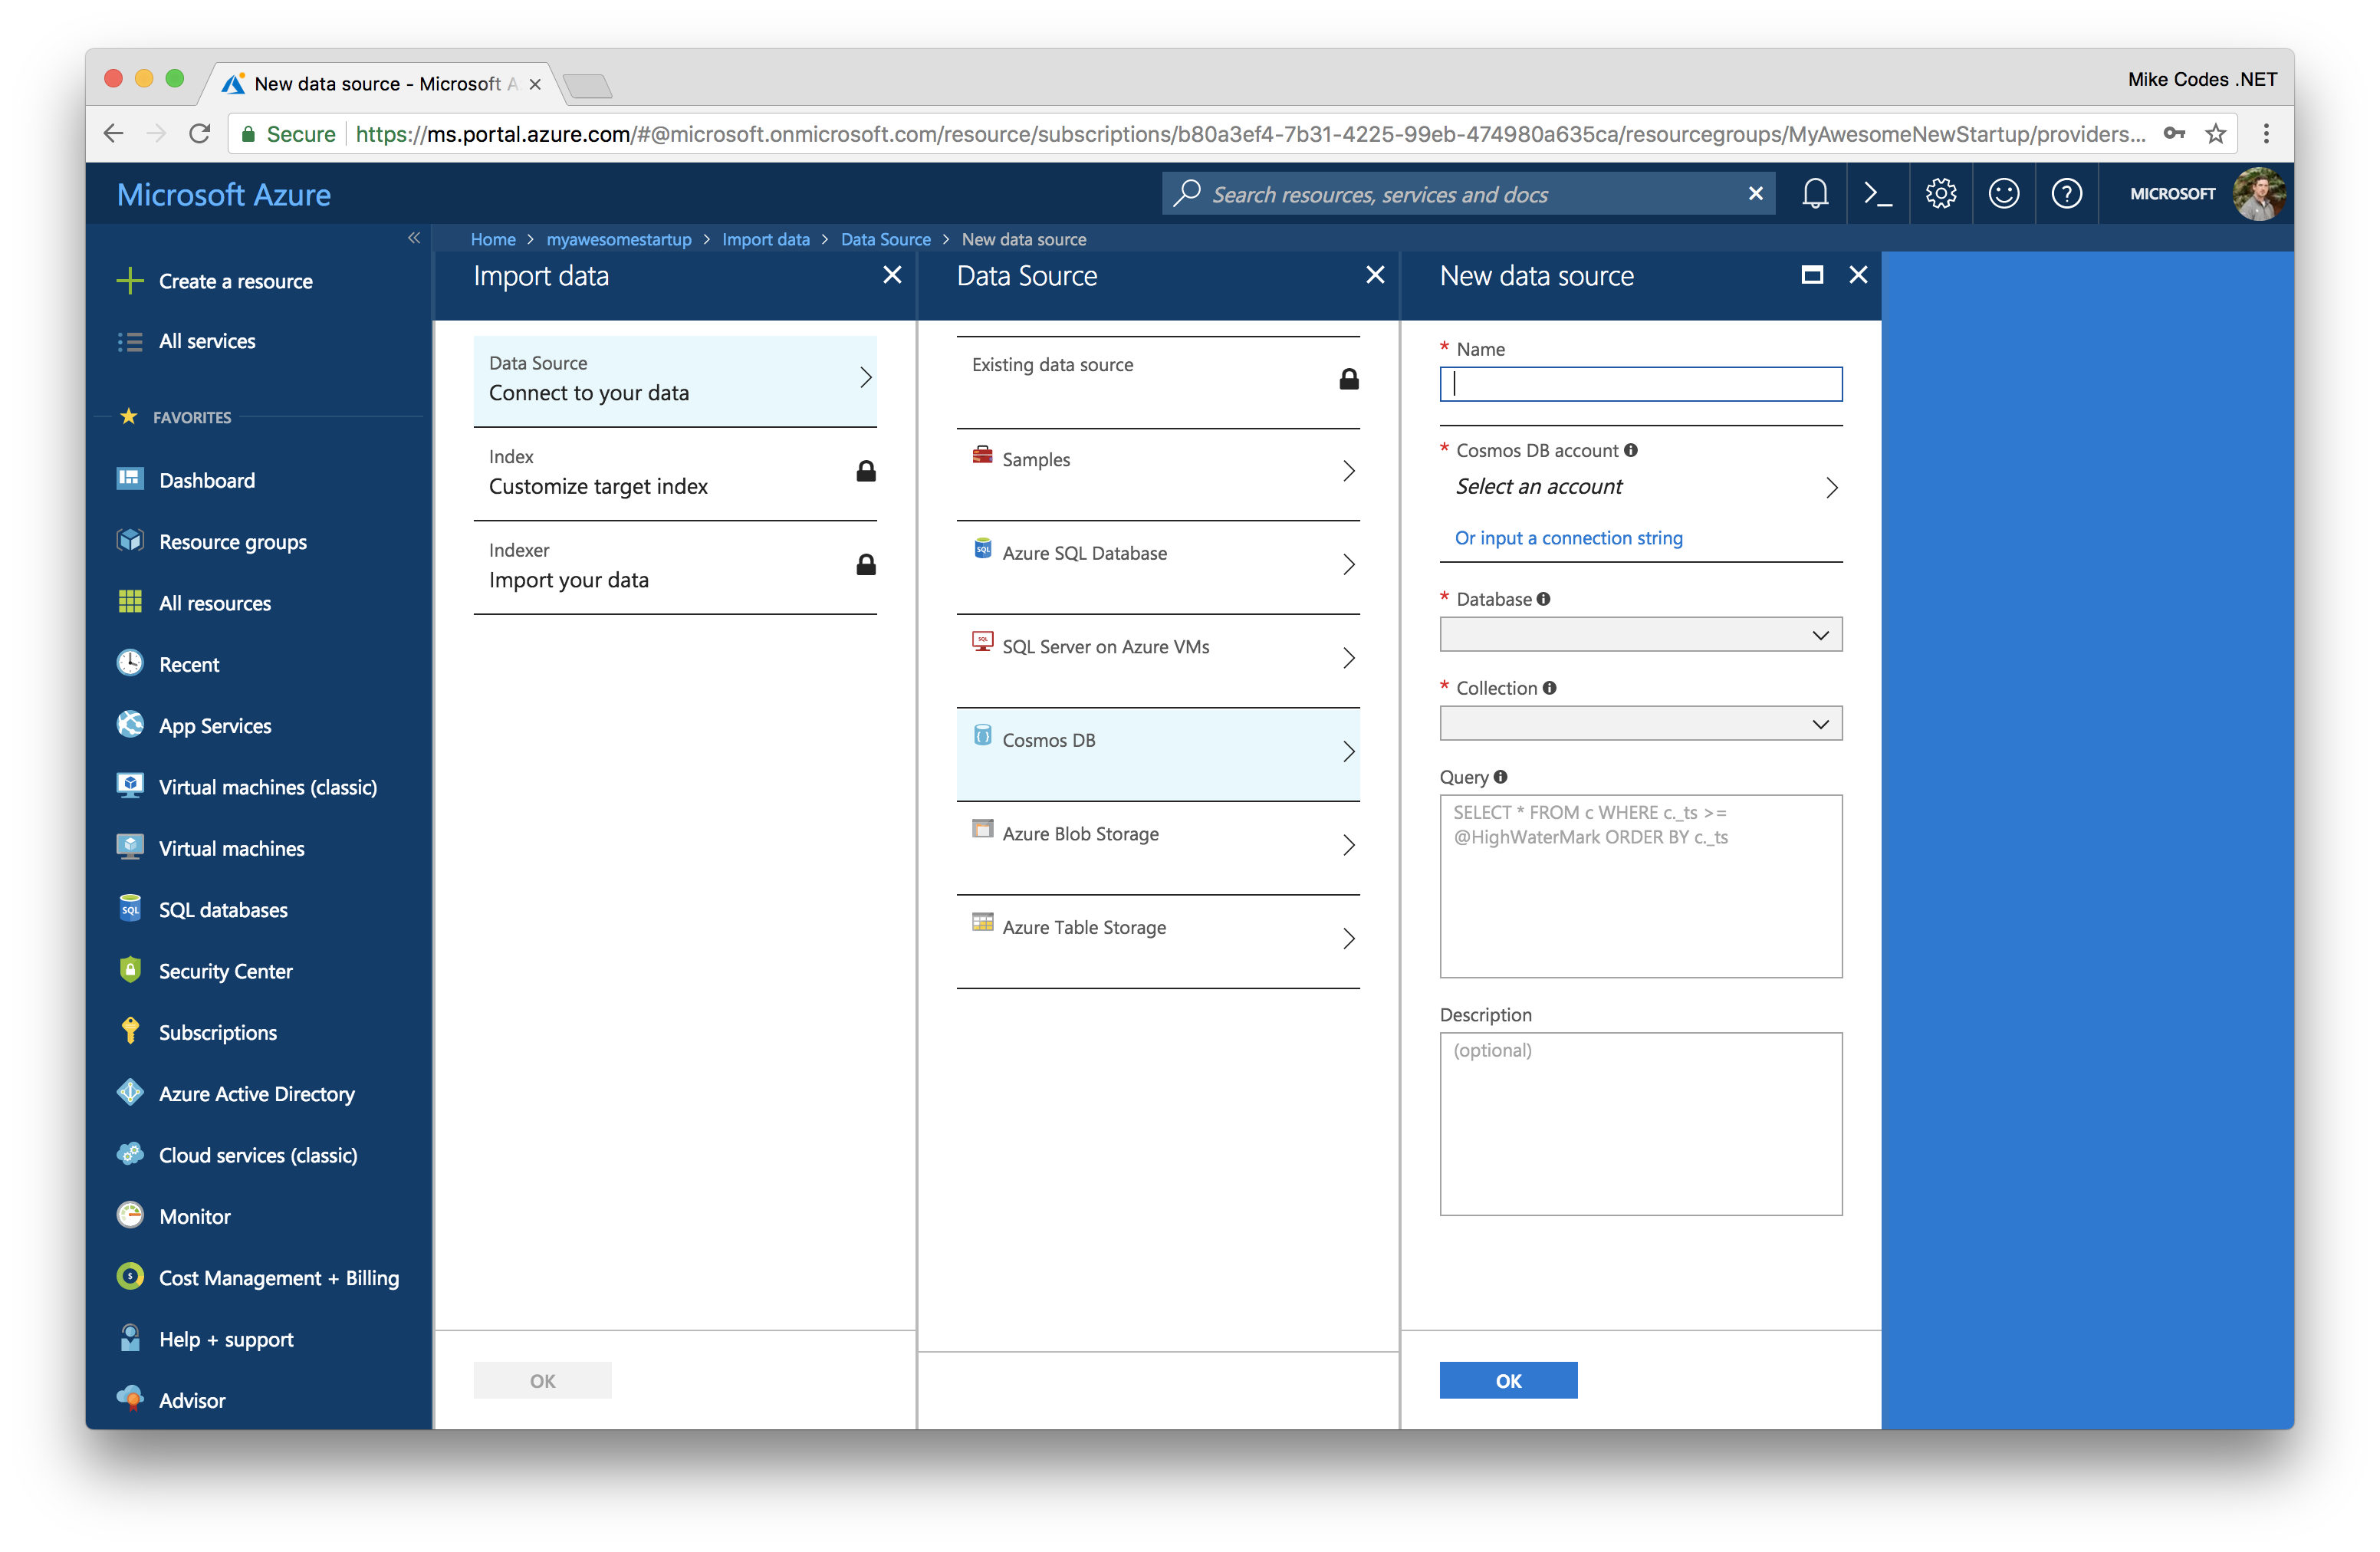 New data source - Microsoft A
Mike Codes .NET
Secure https://ms.portal.azure.com/#@microsoft.onmicrosoft.com/resource/subscriptions/b80a3ef4-7b31-4225-99eb-474980a635ca/resourcegroups/MyAwesomeNewStartup/providers...
Microsoft Azure
Search resources, services and docs
MICROSOFT
Home > myawesomestartup > Import data > Data Source > New data source
Create a resource
All services
FAVORITES
Dashboard
Resource groups
All resources
Recent
App Services
Virtual machines (classic)
Virtual machines
SQL databases
Security Center
Subscriptions
Azure Active Directory
Cloud services (classic)
Monitor
Cost Management + Billing
Help + support
Advisor
Import data
Data Source
Connect to your data
Index
Customize target index
Indexer
Import your data
OK
Data Source
Existing data source
Samples
Azure SQL Database
SQL Server on Azure VMs
Cosmos DB
Azure Blob Storage
Azure Table Storage
New data source
* Name
* Cosmos DB account
Select an account
Or input a connection string
* Database
* Collection
Query
SELECT * FROM c WHERE c._ts >=
@HighWaterMark ORDER BY c._ts
Description
(optional)
OK